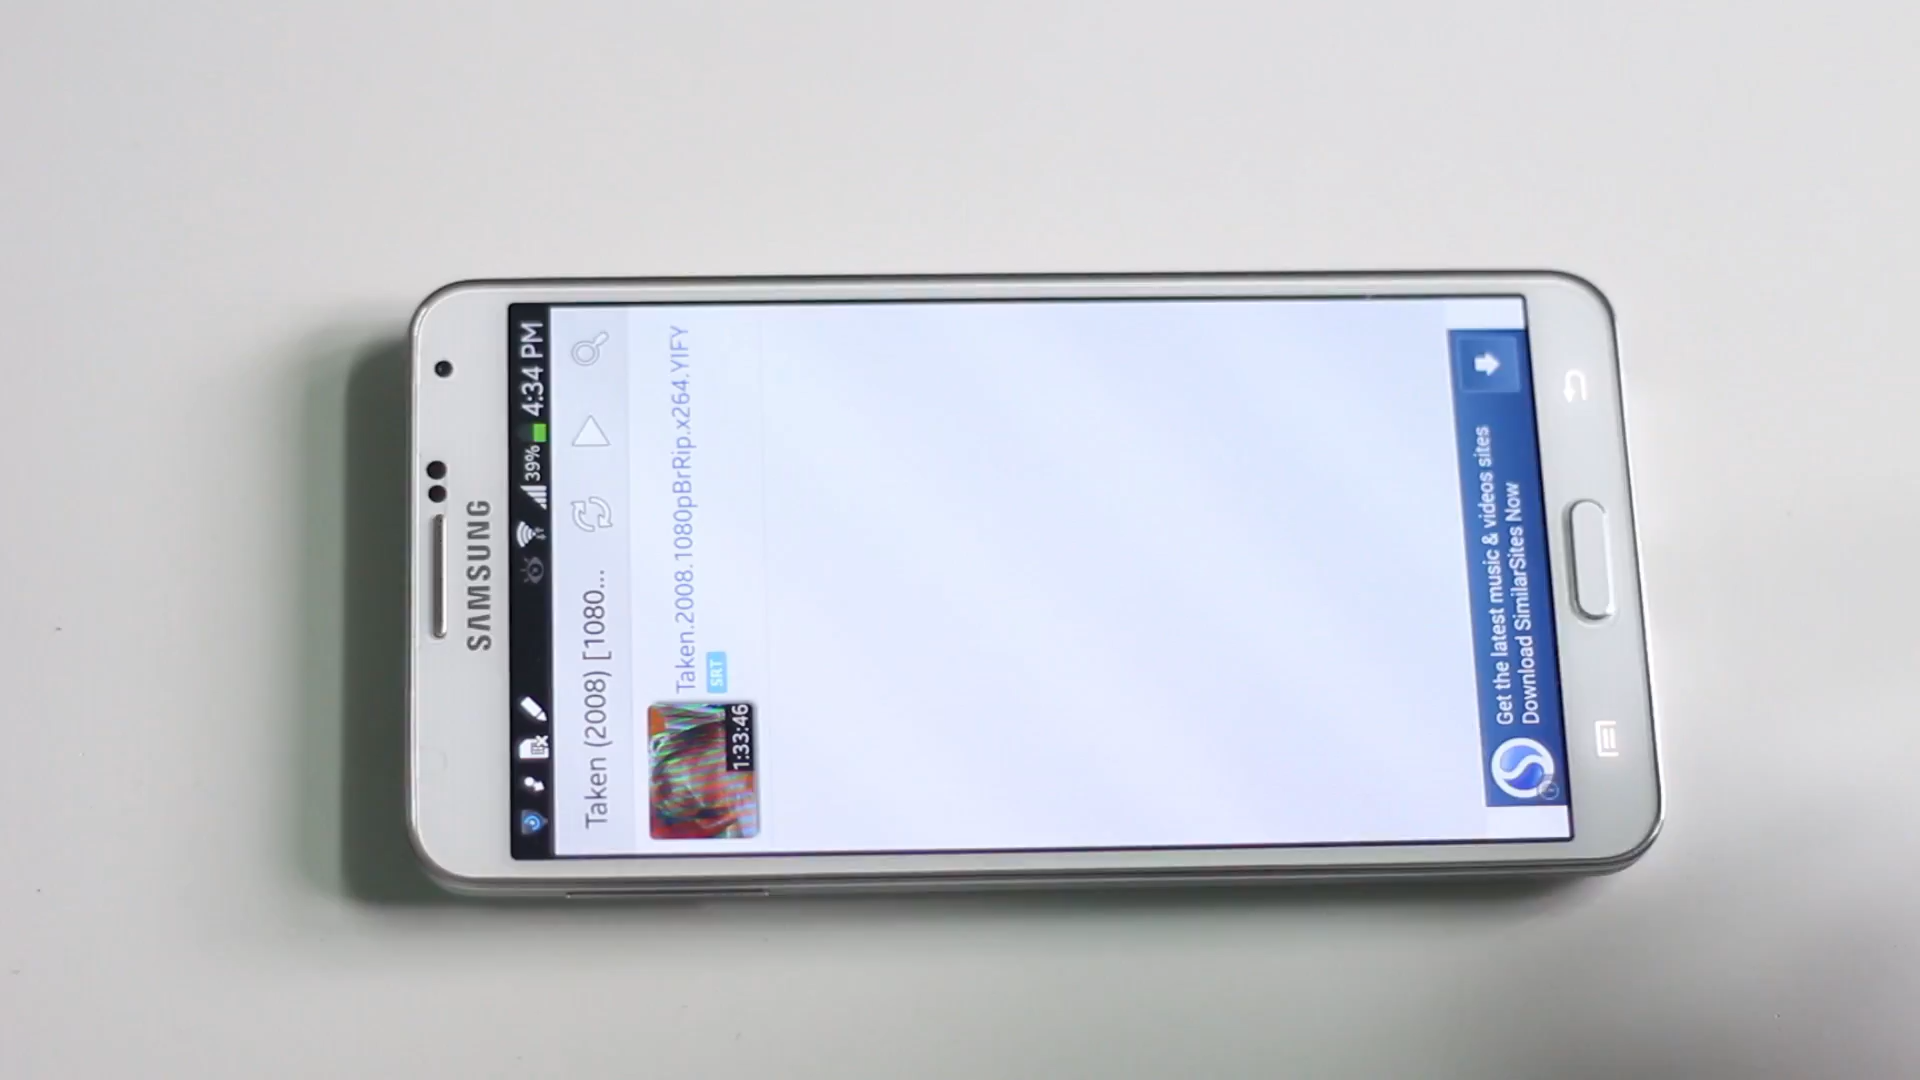 SAMSUNG
39% 4:34 PM
Taken (2008) [1080...
Taken.2008.1080pBrRip.x264.YIFY
SRT
1:33:46
Get the latest music & videos sites
Download SimilarSites Now